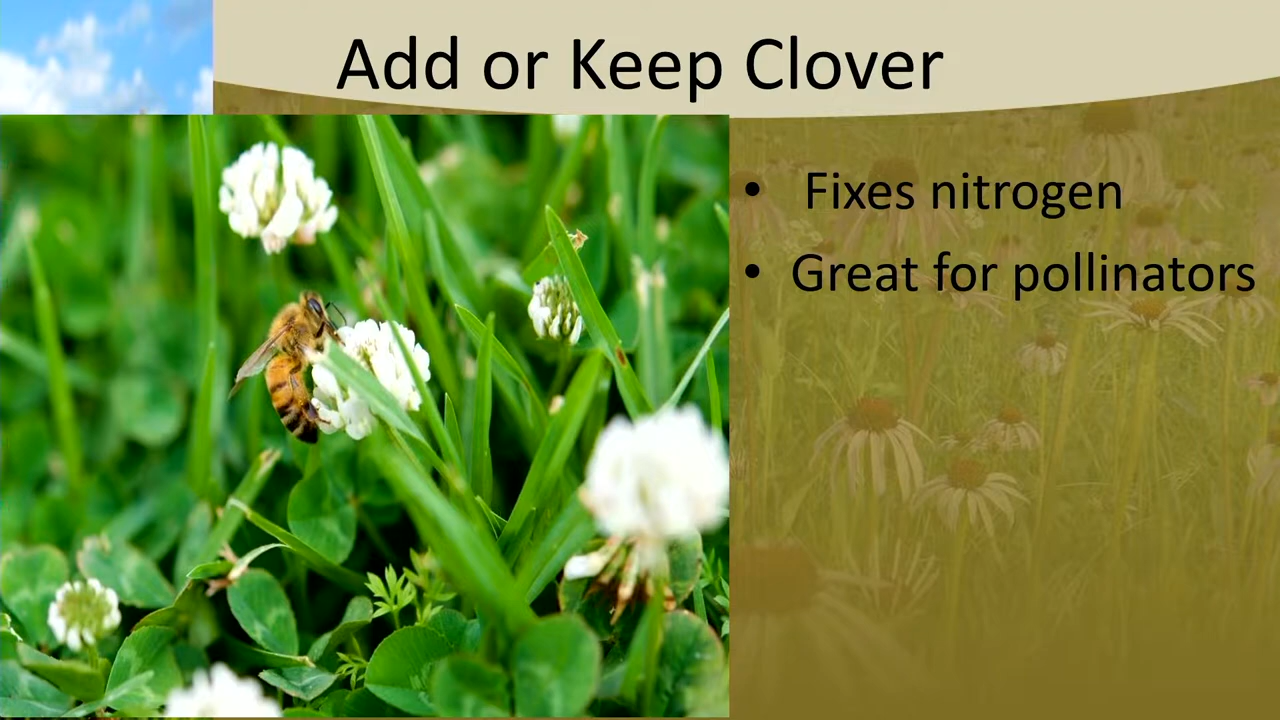 Add or Keep Clover
• Fixes nitrogen
• Great for pollinators